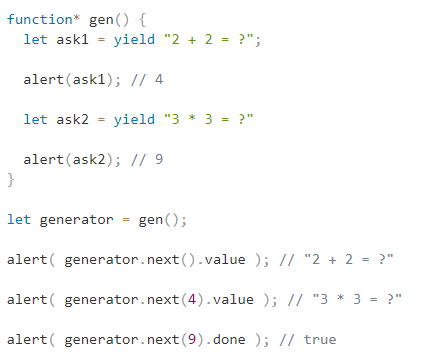 function* gen() {
  let ask1 = yield "2 + 2 = ?";
  alert(ask1); // 4
  let ask2 = yield "3 * 3 = ?"
  alert(ask2); // 9
}
let generator = gen();
alert( generator.next().value ); // "2 + 2 = ?"
alert( generator.next(4).value ); // "3 * 3 = ?"
alert( generator.next(9).done ); // true